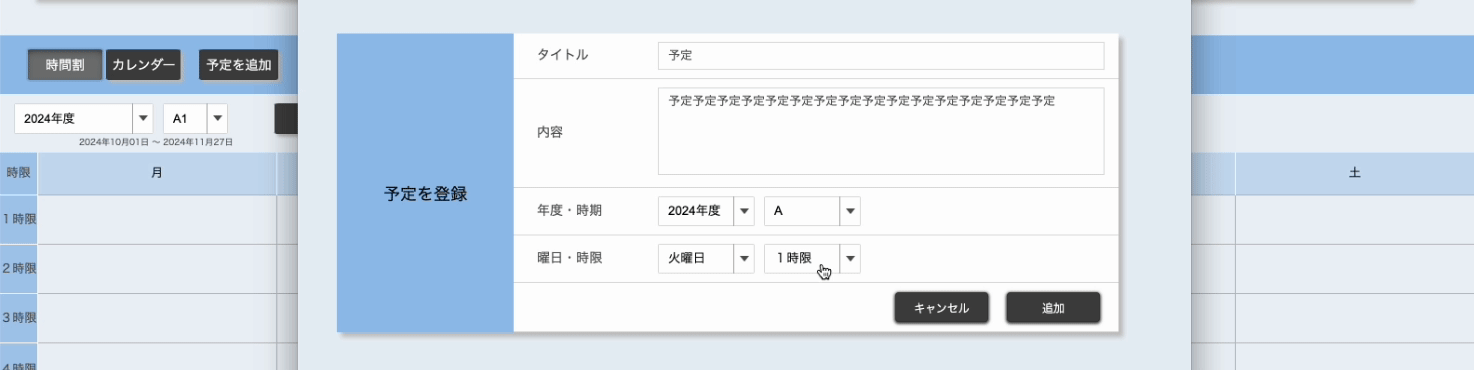 時間割 カレンダー 予定を追加
2024年度 A1
2024年10月01日 ～ 2024年11月27日
時限 月 土
１時限
２時限
３時限
４時限
予定を登録
タイトル 予定
内容 予定予定予定予定予定予定予定予定予定予定予定予定予定予定予定予定
年度・時期 2024年度 A
曜日・時限 火曜日 １時限
キャンセル 追加